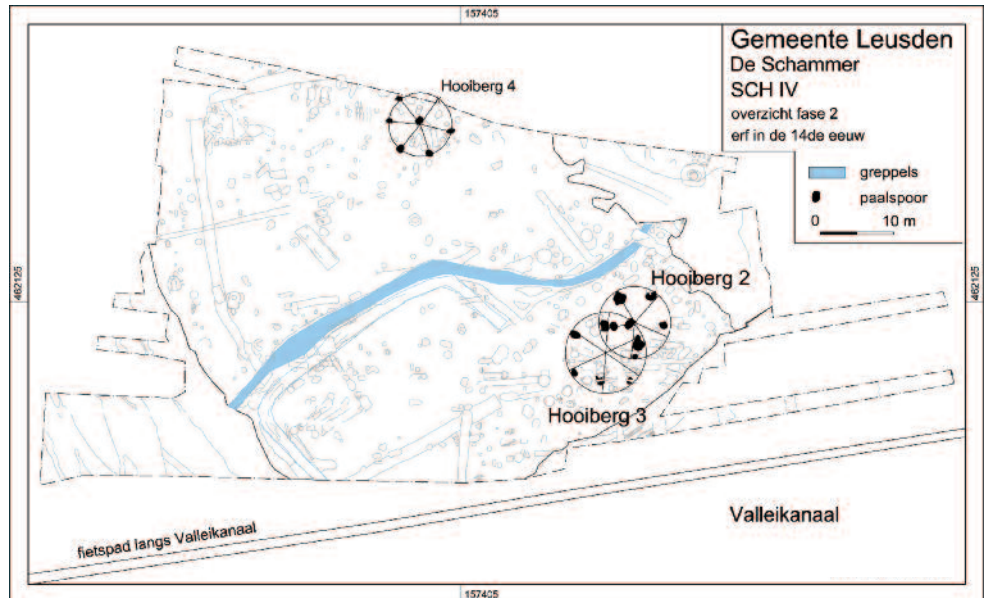 157405
Gemeente Leusden
De Schammer
SCH IV
overzicht fase 2
erf in de 14de eeuw
greppels
paalspoor
0 10 m
Hooiberg 4
462125
462125
Hooiberg 2
Hooiberg 3
Valleikanaal
fietspad langs Valleikanaal
157405